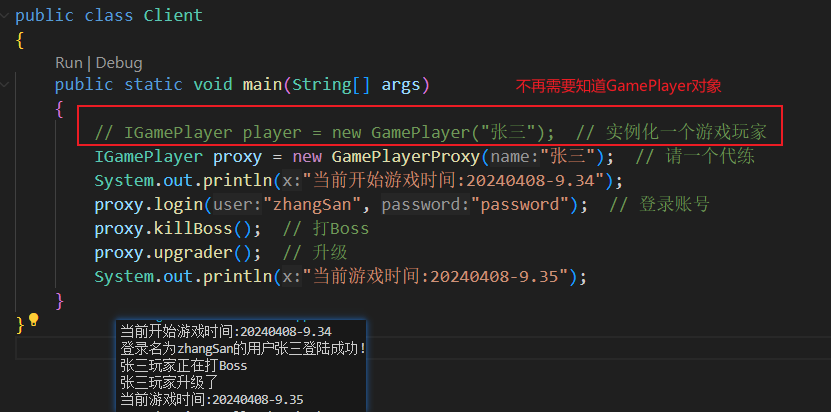 public class Client
{
Run | Debug
public static void main(String[] args) 不再需要知道GamePlayer对象
{
// IGamePlayer player = new GamePlayer("张三"); // 实例化一个游戏玩家
IGamePlayer proxy = new GamePlayerProxy(name:"张三"); // 请一个代练
System.out.println(x:"当前开始游戏时间:20240408-9.34");
proxy.login(user:"zhangSan", password:"password"); // 登录账号
proxy.killBoss(); // 打Boss
proxy.upgrader(); // 升级
System.out.println(x:"当前游戏时间:20240408-9.35");
}
}
当前开始游戏时间:20240408-9.34
登录名为zhangSan的用户张三登陆成功!
张三玩家正在打Boss
张三玩家升级了
当前游戏时间:20240408-9.35